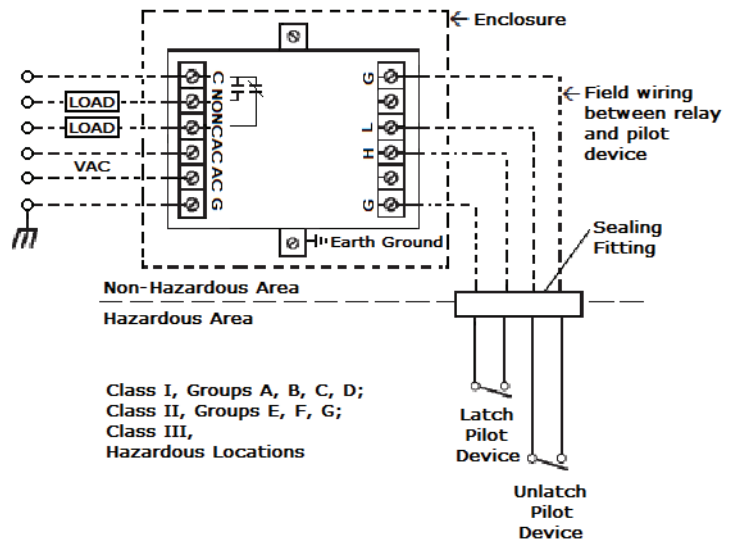 Enclosure
C
NO
NC
AC
AC
G
G
L
H
G
LOAD
LOAD
VAC
Field wiring
between relay
and pilot
device
Earth Ground
Sealing
Fitting
Non-Hazardous Area
Hazardous Area
Class I, Groups A, B, C, D;
Class II, Groups E, F, G;
Class III,
Hazardous Locations
Latch
Pilot
Device
Unlatch
Pilot
Device